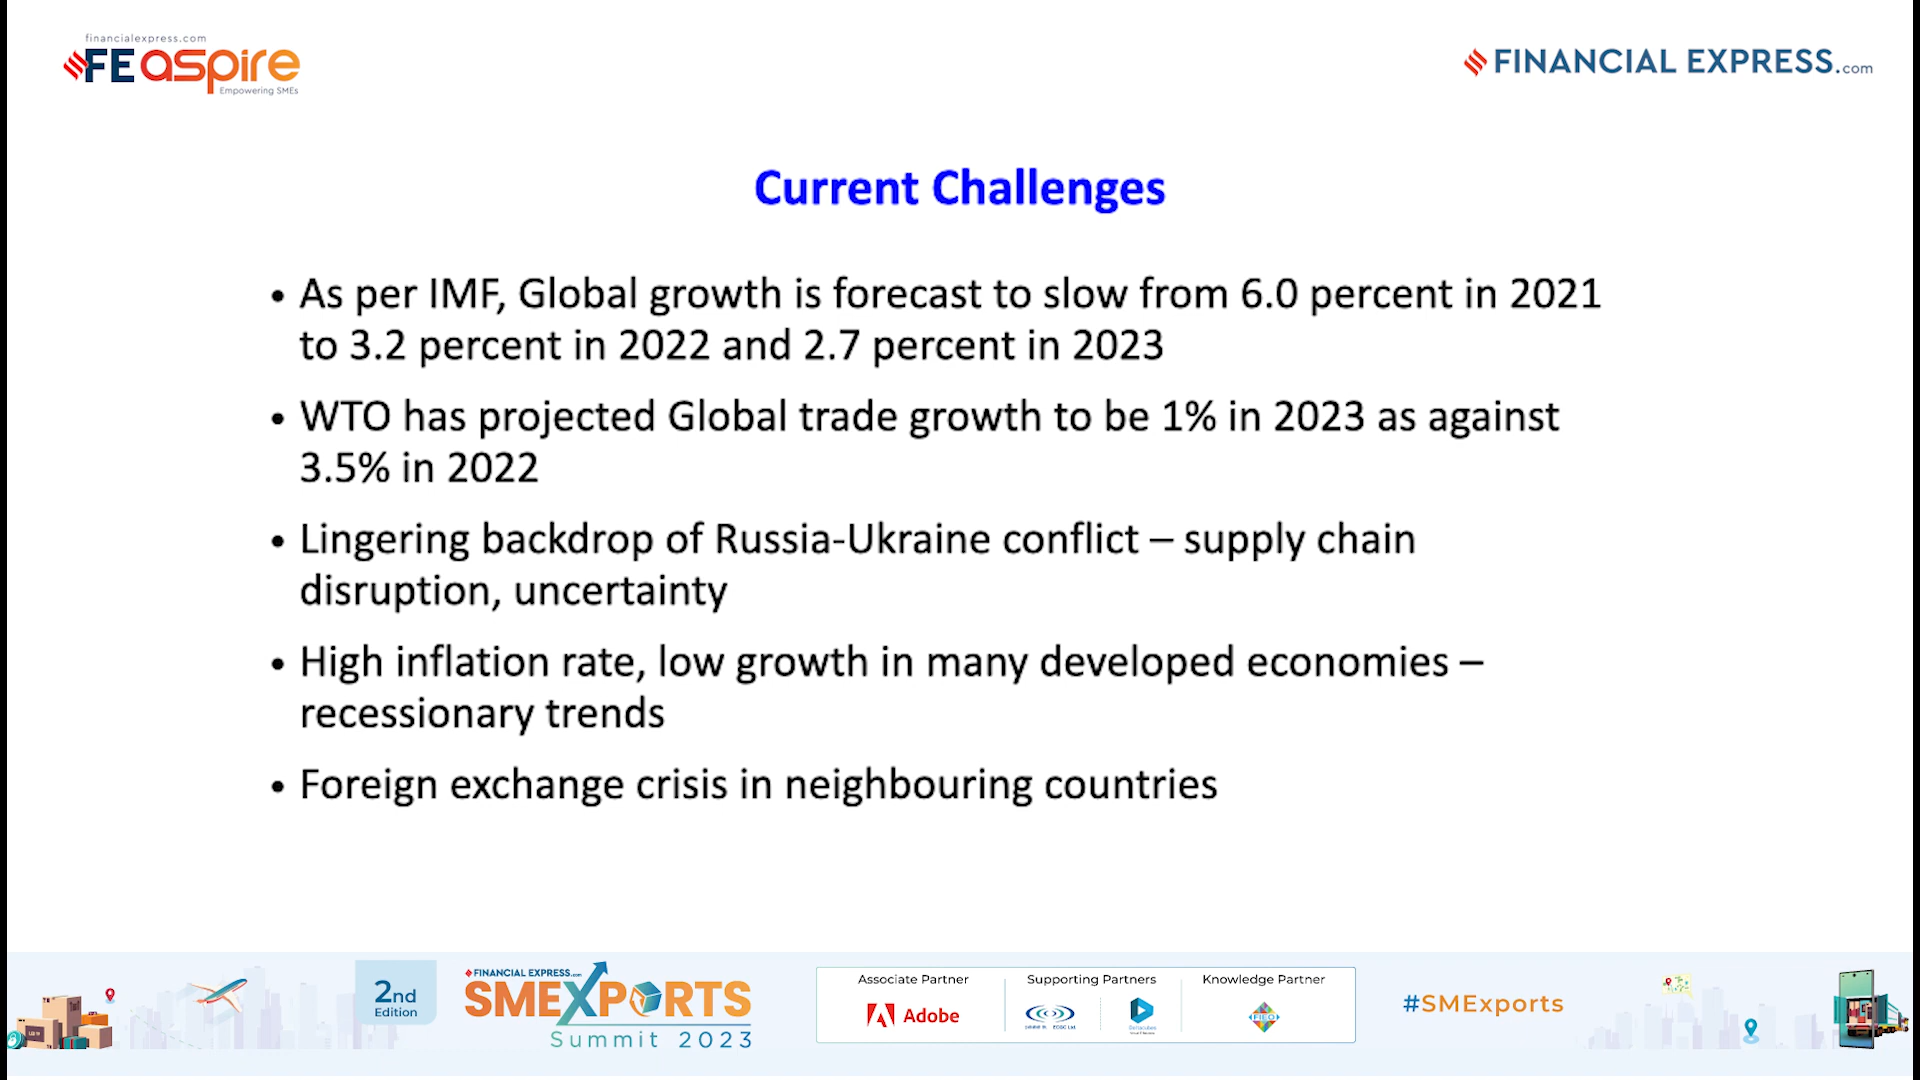 financialexpress.com
FE aspire
Empowering SMEs
FINANCIAL EXPRESS.com
Current Challenges
• As per IMF, Global growth is forecast to slow from 6.0 percent in 2021
to 3.2 percent in 2022 and 2.7 percent in 2023
• WTO has projected Global trade growth to be 1% in 2023 as against
3.5% in 2022
• Lingering backdrop of Russia-Ukraine conflict – supply chain
disruption, uncertainty
• High inflation rate, low growth in many developed economies –
recessionary trends
• Foreign exchange crisis in neighbouring countries
2nd
Edition
FINANCIAL EXPRESS.com
SMEXPORTS
Summit 2023
Associate Partner
Adobe
Supporting Partners
ECGC Ltd.
Knowledge Partner
FIEO
#SMExports